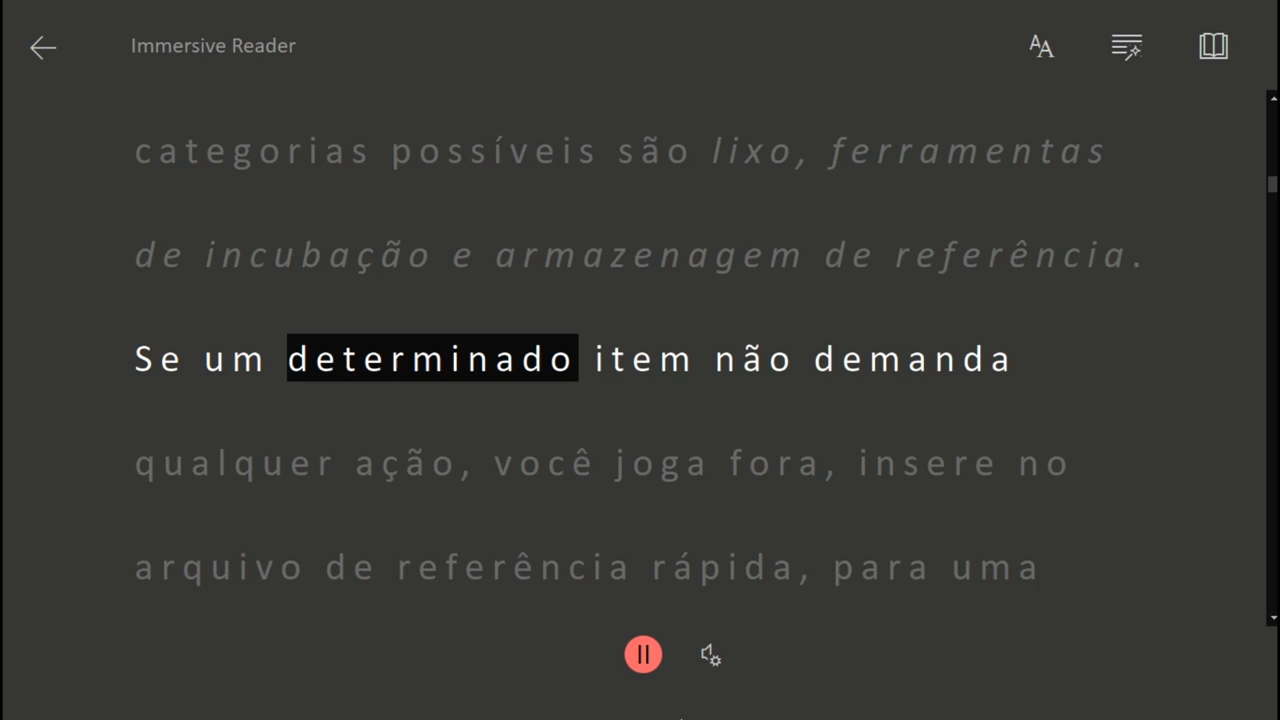 Immersive Reader
categorias possíveis são lixo, ferramentas
de incubação e armazenagem de referência.
Se um determinado item não demanda
qualquer ação, você joga fora, insere no
arquivo de referência rápida, para uma